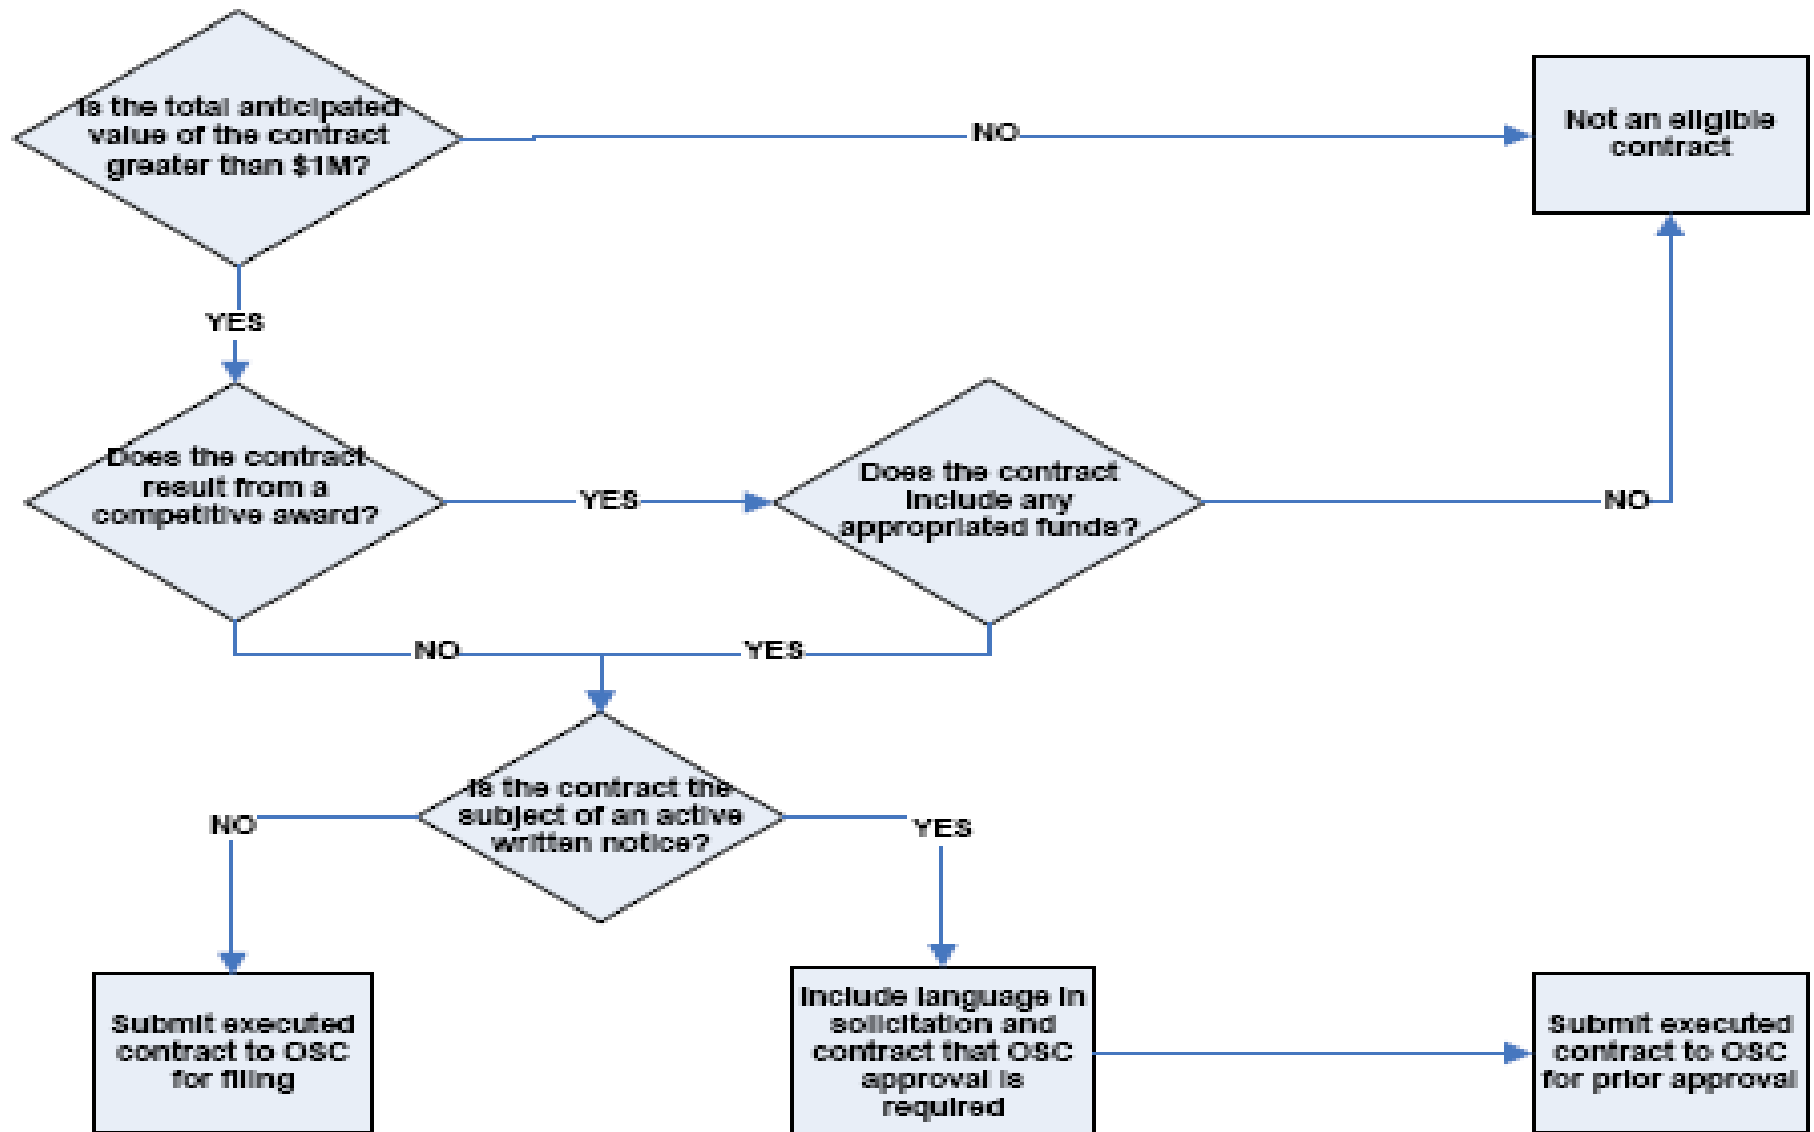 Is the total anticipated
value of the contract
greater than $1M?
NO
Not an eligible
contract
YES
Does the contract
result from a
competitive award?
YES
Does the contract
include any
appropriated funds?
NO
NO
YES
Is the contract the
subject of an active
written notice?
NO
YES
Submit executed
contract to OSC
for filing
Include language in
solicitation and
contract that OSC
approval is
required
Submit executed
contract to OSC
for prior approval